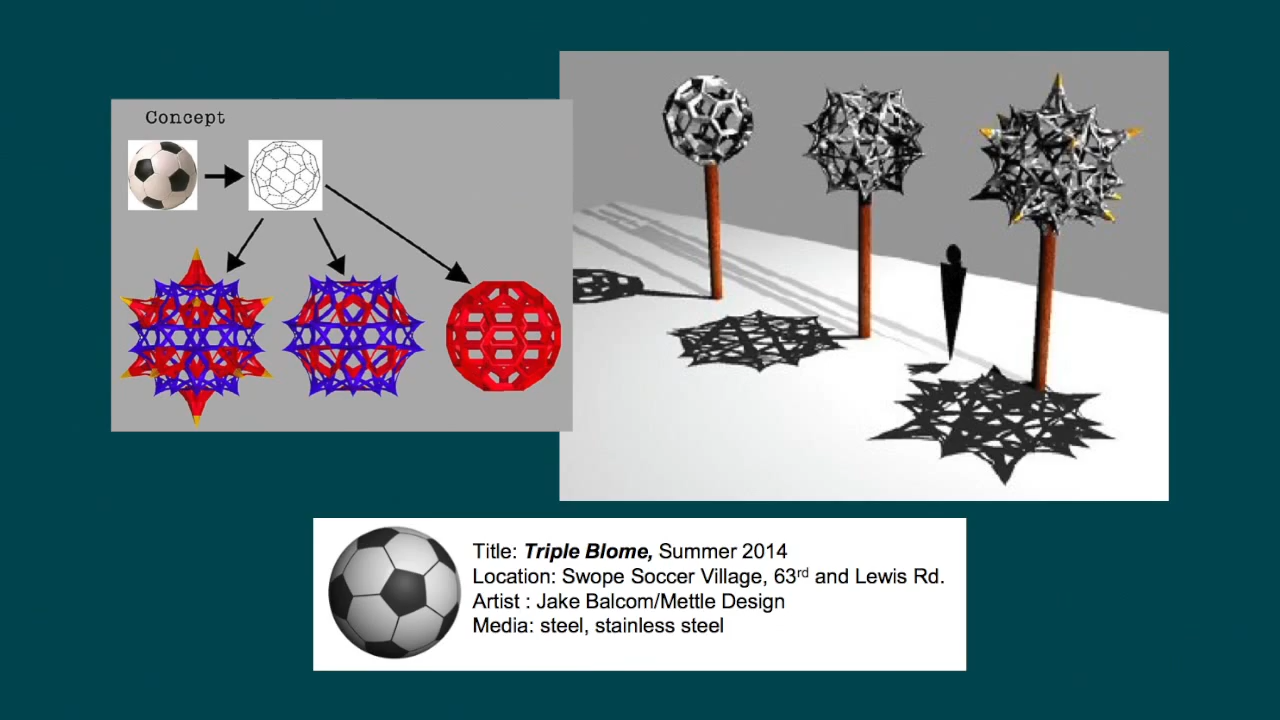 Concept
Title: Triple Blome, Summer 2014
Location: Swope Soccer Village, 63rd and Lewis Rd.
Artist : Jake Balcom/Mettle Design
Media: steel, stainless steel